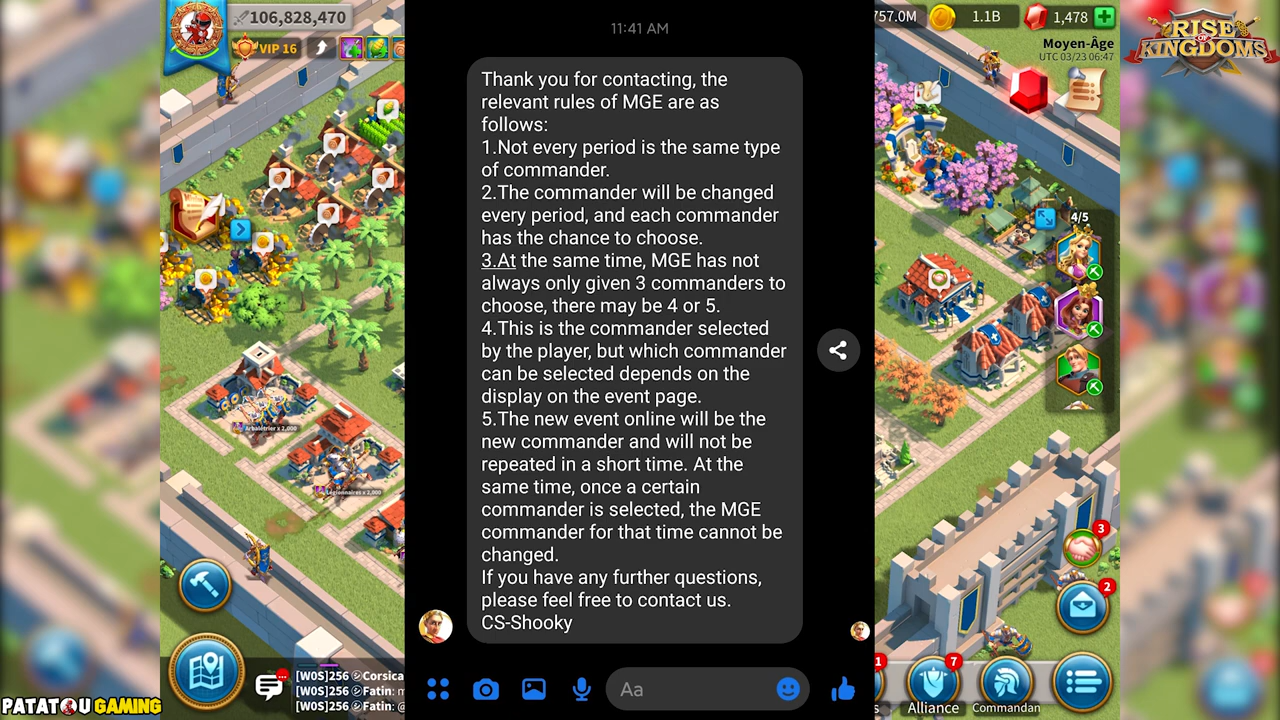 106,828,470
VIP 16
757.0M
1.1B
1,478
RISE OF KINGDOMS
Moyen-Âge
UTC 03/23 06:47
4/5
11:41 AM
Thank you for contacting, the
relevant rules of MGE are as
follows:
1.Not every period is the same type
of commander.
2.The commander will be changed
every period, and each commander
has the chance to choose.
3.At the same time, MGE has not
always only given 3 commanders to
choose, there may be 4 or 5.
4.This is the commander selected
by the player, but which commander
can be selected depends on the
display on the event page.
5.The new event online will be the
new commander and will not be
repeated in a short time. At the
same time, once a certain
commander is selected, the MGE
commander for that time cannot be
changed.
If you have any further questions,
please feel free to contact us.
CS-Shooky
Aa
Arbalétrier x 2,000
Légionnaires x 2,000
3
2
[WOS]256 Corsica
[WOS]256 Fatin: m
[WOS]256 Fatin: @
1
7
s
Alliance
Commandan
PATATOU GAMING